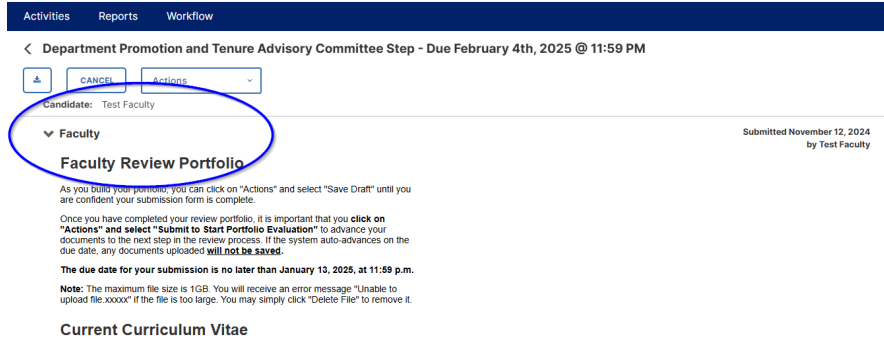 Activities Reports Workflow
Department Promotion and Tenure Advisory Committee Step - Due February 4th, 2025 @ 11:59 PM
CANCEL Actions
Candidate: Test Faculty
Faculty
Submitted November 12, 2024
by Test Faculty
Faculty Review Portfolio
As you build your portfolio, you can click on "Actions" and select "Save Draft" until you
are confident your submission form is complete.
Once you have completed your review portfolio, it is important that you click on
"Actions" and select "Submit to Start Portfolio Evaluation" to advance your
documents to the next step in the review process. If the system auto-advances on the
due date, any documents uploaded will not be saved.
The due date for your submission is no later than January 13, 2025, at 11:59 p.m.
Note: The maximum file size is 1GB. You will receive an error message "Unable to
upload file.xxxxx" if the file is too large. You may simply click "Delete File" to remove it.
Current Curriculum Vitae